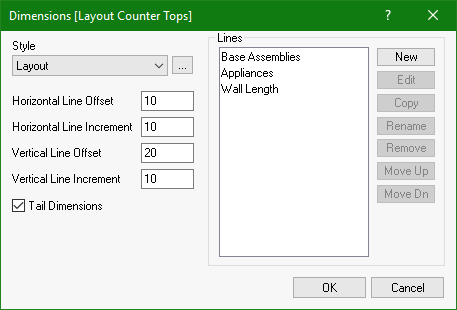 Dimensions [Layout Counter Tops]
?
Style
Layout
...
Horizontal Line Offset
10
Horizontal Line Increment
10
Vertical Line Offset
20
Vertical Line Increment
10
Tail Dimensions
Lines
Base Assemblies
Appliances
Wall Length
New
Edit
Copy
Rename
Remove
Move Up
Move Dn
OK
Cancel